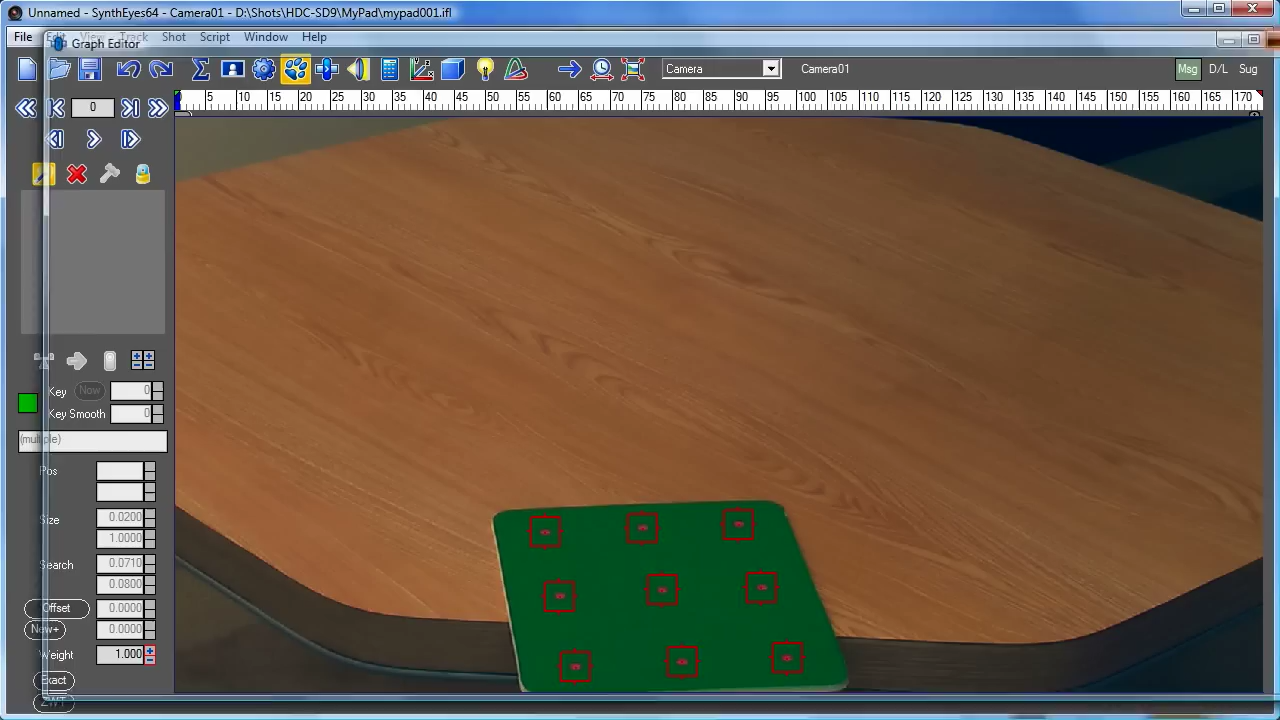 Unnamed - SynthEyes64 - Camera01 - D:\Shots\HDC-SD9\MyPad\mypad001.ifl
File Edit View Track Shot Script Window Help
Graph Editor
Camera Camera01 Msg D/L Sug
0 5 10 15 20 25 30 35 40 45 50 55 60 65 70 75 80 85 90 95 100 105 110 115 120 125 130 135 140 145 150 155 160 165 170
Key Now 0
Key Smooth 0
(multiple)
Pos
Size 0.0200
1.0000
Search 0.0710
0.0800
Offset 0.0000
New+ 0.0000
Weight 1.000
Exact
ZWT